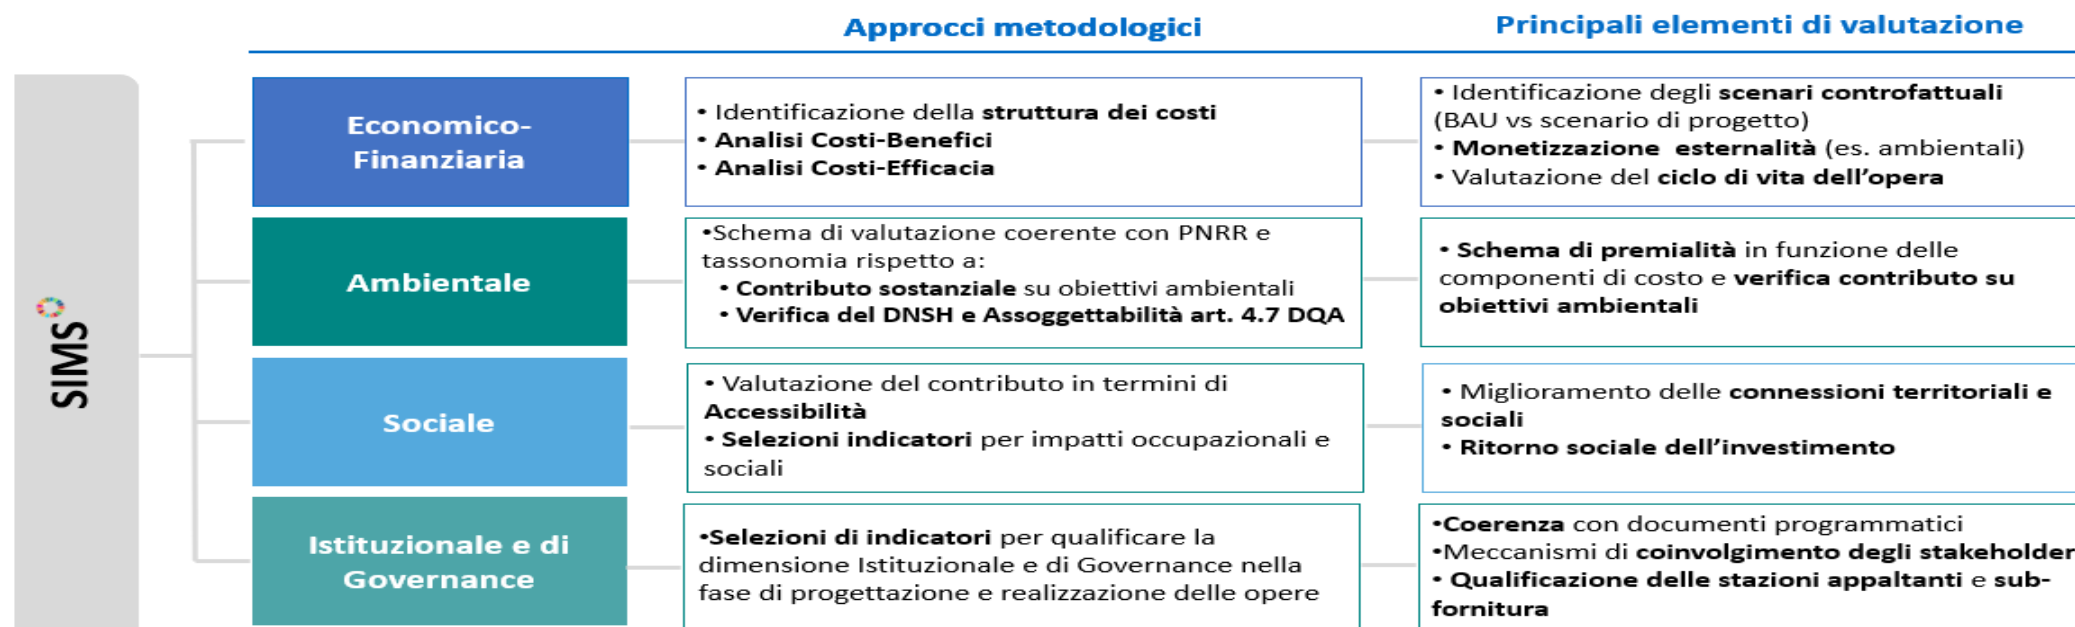 Approcci metodologici
Principali elementi di valutazione
SIMS
Economico-
Finanziaria
• Identificazione della struttura dei costi
• Analisi Costi-Benefici
• Analisi Costi-Efficacia
• Identificazione degli scenari controfattuali
(BAU vs scenario di progetto)
• Monetizzazione esternalità (es. ambientali)
• Valutazione del ciclo di vita dell’opera
Ambientale
•Schema di valutazione coerente con PNRR e
tassonomia rispetto a:
• Contributo sostanziale su obiettivi ambientali
• Verifica del DNSH e Assoggettabilità art. 4.7 DQA
• Schema di premialità in funzione delle
componenti di costo e verifica contributo su
obiettivi ambientali
Sociale
• Valutazione del contributo in termini di
Accessibilità
• Selezioni indicatori per impatti occupazionali e
sociali
• Miglioramento delle connessioni territoriali e
sociali
• Ritorno sociale dell’investimento
Istituzionale e di
Governance
•Selezioni di indicatori per qualificare la
dimensione Istituzionale e di Governance nella
fase di progettazione e realizzazione delle opere
•Coerenza con documenti programmatici
•Meccanismi di coinvolgimento degli stakeholder
• Qualificazione delle stazioni appaltanti e sub-
fornitura